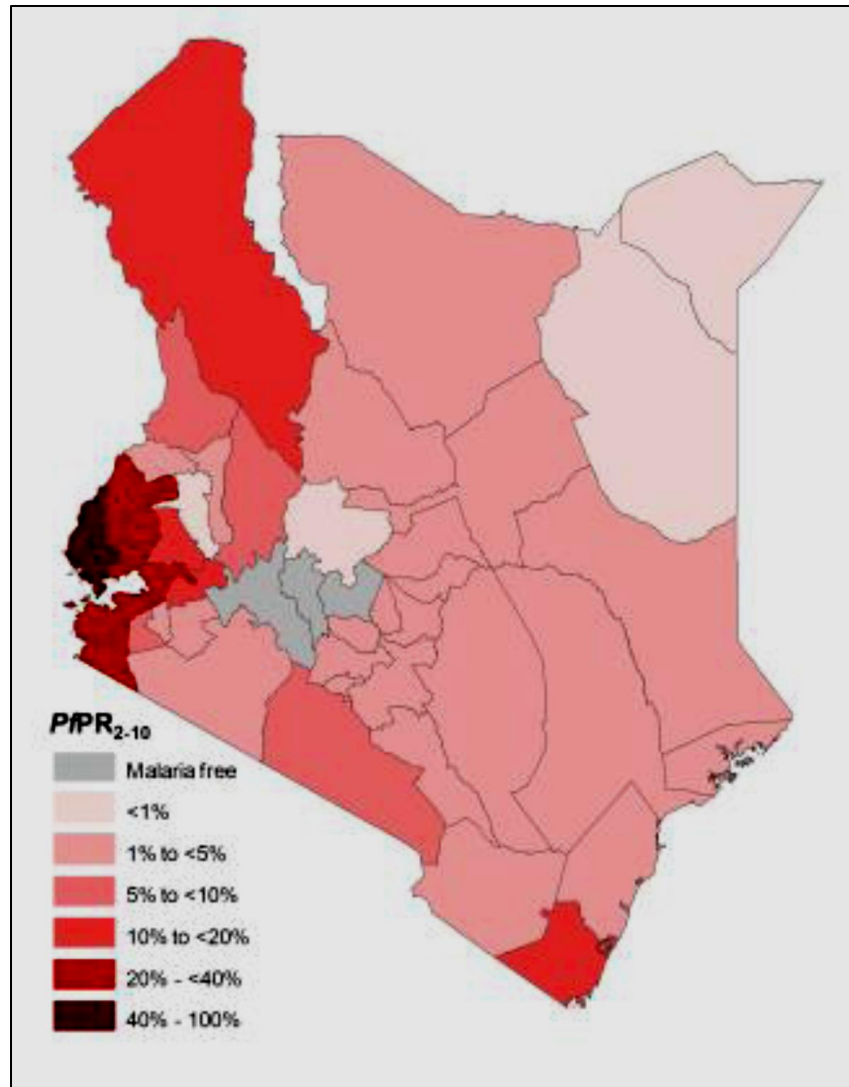 PfPR2-10
Malaria free
<1%
1% to <5%
5% to <10%
10% to <20%
20% - <40%
40% - 100%